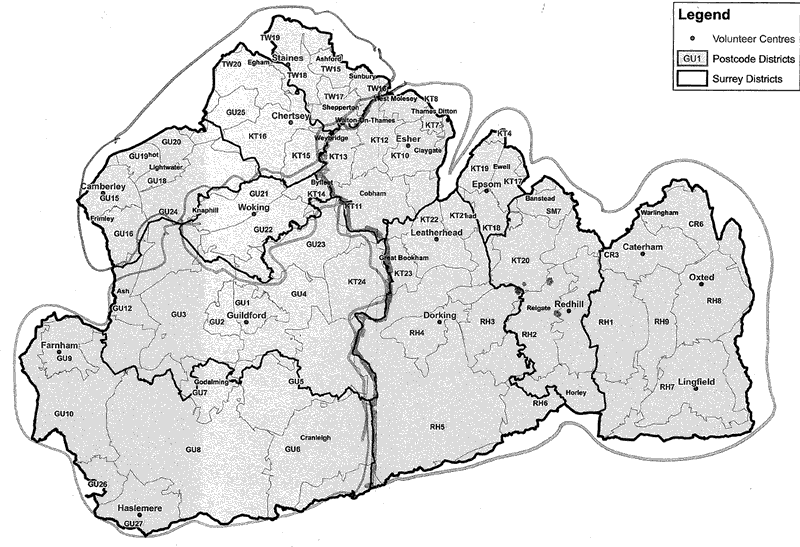 Legend
Volunteer Centres
GU1 Postcode Districts
Surrey Districts
TW19
Staines
Ashford
TW20
Egham
TW18
TW15
Sunbury
TW16
TW17
Shepperton
West Molesey
KT8
GU25
Chertsey
Walton-On-Thames
Thames Ditton
KT7
KT16
Weybridge
KT12
Esher
KT4
GU20
GU19
KT15
KT13
KT10
Claygate
Lightwater
KT19
Ewell
GU18
Byfleet
Epsom
KT17
Camberley
GU15
GU21
KT14
Cobham
Banstead
Knaphill
Woking
KT11
SM7
Frimley
GU24
KT22
KT21
Warlingham
GU16
GU22
KT18
CR6
Leatherhead
GU23
Caterham
CR3
Great Bookham
KT20
KT23
Oxted
Ash
GU4
KT24
GU12
GU1
RH8
GU3
GU2
Guildford
Dorking
Reigate
Redhill
RH4
RH3
RH2
RH1
RH9
Farnham
GU9
Godalming
GU5
GU7
Horley
RH7
Lingfield
RH6
GU10
RH5
Cranleigh
GU8
GU6
GU26
Haslemere
GU27